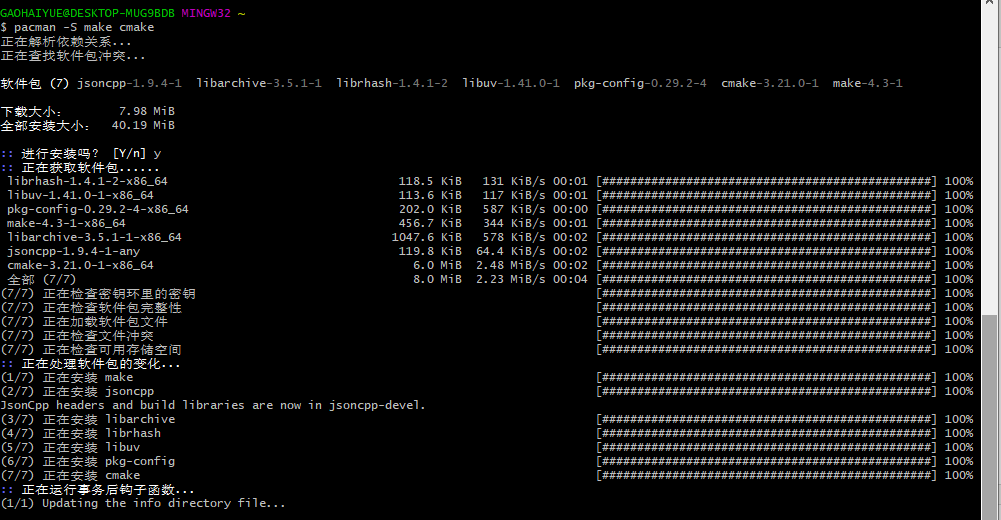 GAOHAIYUE@DESKTOP-MUG9BDB MINGW32 ~
$ pacman -S make cmake
正在解析依赖关系...
正在查找软件包冲突...
软件包 (7) jsoncpp-1.9.4-1  libarchive-3.5.1-1  librhash-1.4.1-2  libuv-1.41.0-1  pkg-config-0.29.2-4  cmake-3.21.0-1  make-4.3-1
下载大小:        7.98 MiB
全部安装大小:   40.19 MiB
:: 进行安装吗? [Y/n] y
:: 正在获取软件包......
librhash-1.4.1-2-x86_64 118.5 KiB 131 KiB/s 00:01 [###############################################] 100%
libuv-1.41.0-1-x86_64 113.6 KiB 117 KiB/s 00:01 [###############################################] 100%
pkg-config-0.29.2-4-x86_64 202.0 KiB 587 KiB/s 00:00 [###############################################] 100%
make-4.3-1-x86_64 456.7 KiB 344 KiB/s 00:01 [###############################################] 100%
libarchive-3.5.1-1-x86_64 1047.6 KiB 578 KiB/s 00:02 [###############################################] 100%
jsoncpp-1.9.4-1-any 119.8 KiB 64.4 KiB/s 00:02 [###############################################] 100%
cmake-3.21.0-1-x86_64 6.0 MiB 2.48 MiB/s 00:02 [###############################################] 100%
全部 (7/7) 8.0 MiB 2.23 MiB/s 00:04 [###############################################] 100%
(7/7) 正在检查密钥环里的密钥 [###############################################] 100%
(7/7) 正在检查软件包完整性 [###############################################] 100%
(7/7) 正在加载软件包文件 [###############################################] 100%
(7/7) 正在检查文件冲突 [###############################################] 100%
(7/7) 正在检查可用存储空间 [###############################################] 100%
:: 正在处理软件包的变化...
(1/7) 正在安装 make [###############################################] 100%
(2/7) 正在安装 jsoncpp [###############################################] 100%
JsonCpp headers and build libraries are now in jsoncpp-devel.
(3/7) 正在安装 libarchive [###############################################] 100%
(4/7) 正在安装 librhash [###############################################] 100%
(5/7) 正在安装 libuv [###############################################] 100%
(6/7) 正在安装 pkg-config [###############################################] 100%
(7/7) 正在安装 cmake [###############################################] 100%
:: 正在运行事务后钩子函数...
(1/1) Updating the info directory file...